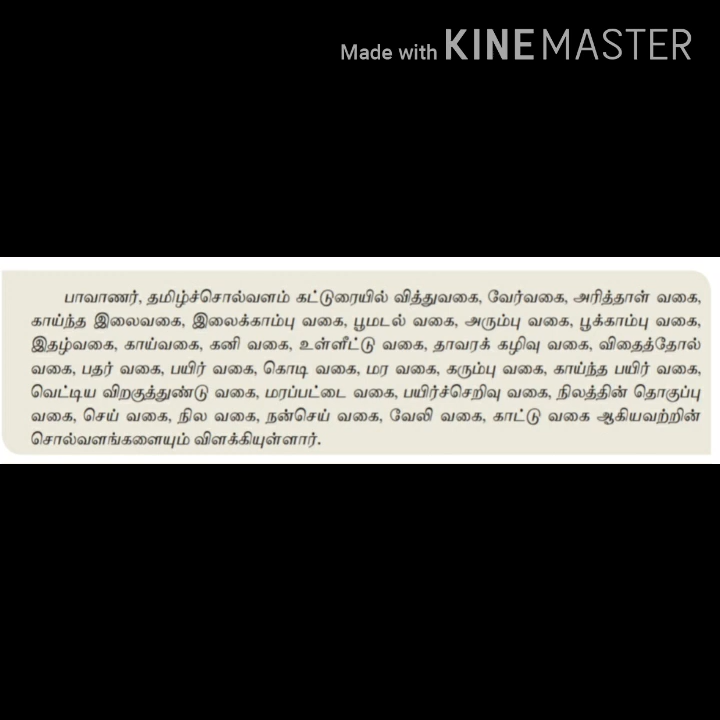 Made with KINEMASTER
பாவாணர், தமிழ்ச்சொல்வளம் கட்டுரையில் வித்துவகை, வேர்வகை, அரித்தாள் வகை,
காய்ந்த இலைவகை, இலைக்காம்பு வகை, பூமடல் வகை, அரும்பு வகை, பூக்காம்பு வகை,
இதழ்வகை, காய்வகை, கனி வகை, உள்ளீட்டு வகை, தாவரக் கழிவு வகை, விதைத்தோல்
வகை, பதர் வகை, பயிர் வகை, கொடி வகை, மர வகை, கரும்பு வகை, காய்ந்த பயிர் வகை,
வெட்டிய விறகுத்துண்டு வகை, மரப்பட்டை வகை, பயிர்ச்செறிவு வகை, நிலத்தின் தொகுப்பு
வகை, செய் வகை, நில வகை, நன்செய் வகை, வேலி வகை, காட்டு வகை ஆகியவற்றின்
சொல்வளங்களையும் விளக்கியுள்ளார்.